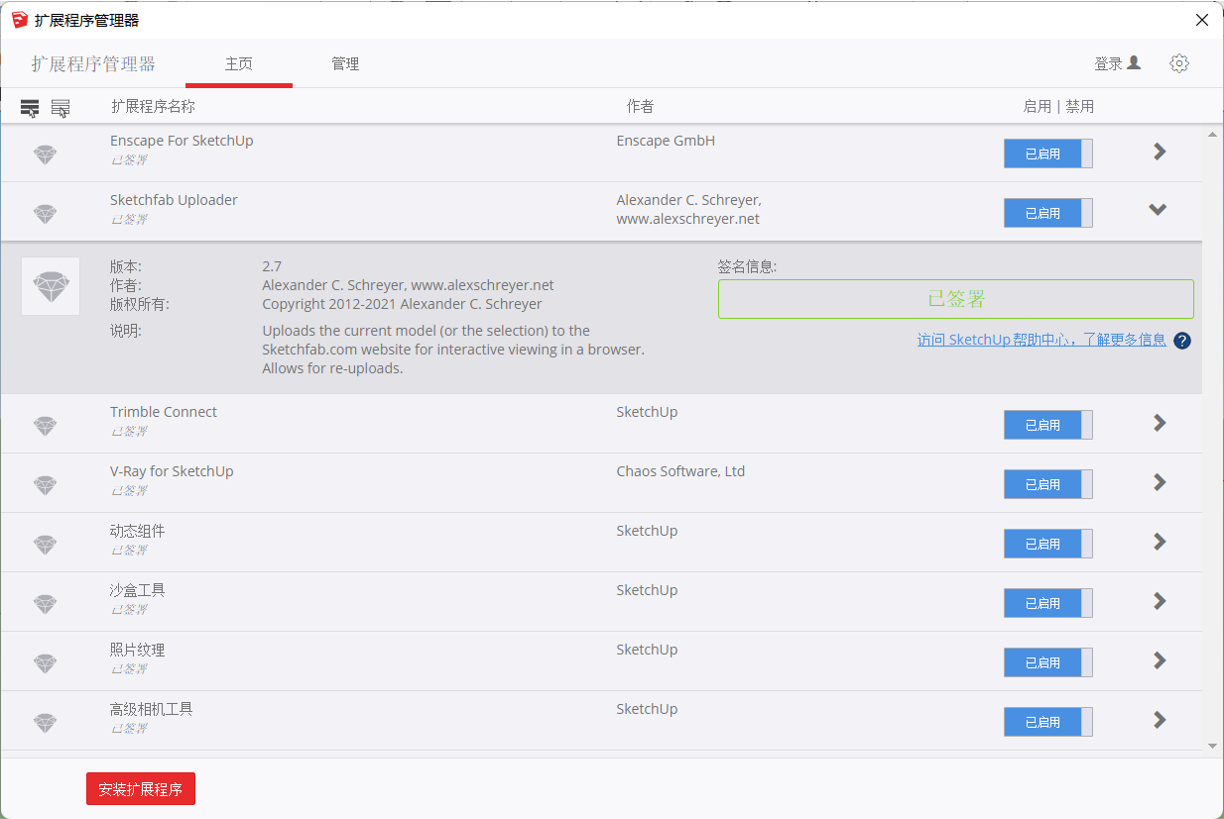 扩展程序管理器
扩展程序管理器 主页 管理 登录
扩展程序名称 作者 启用 | 禁用
Enscape For SketchUp Enscape GmbH 已启用
已签署
Sketchfab Uploader Alexander C. Schreyer, 已启用
已签署 www.alexschreyer.net
版本: 2.7 签名信息:
作者: Alexander C. Schreyer, www.alexschreyer.net
版权所有: Copyright 2012-2021 Alexander C. Schreyer
已签署
说明: Uploads the current model (or the selection) to the
Sketchfab.com website for interactive viewing in a browser.
Allows for re-uploads.
访问 SketchUp 帮助中心，了解更多信息 ?
Trimble Connect SketchUp 已启用
已签署
V-Ray for SketchUp Chaos Software, Ltd 已启用
已签署
动态组件 SketchUp 已启用
已签署
沙盒工具 SketchUp 已启用
已签署
照片纹理 SketchUp 已启用
已签署
高级相机工具 SketchUp 已启用
已签署
安装扩展程序